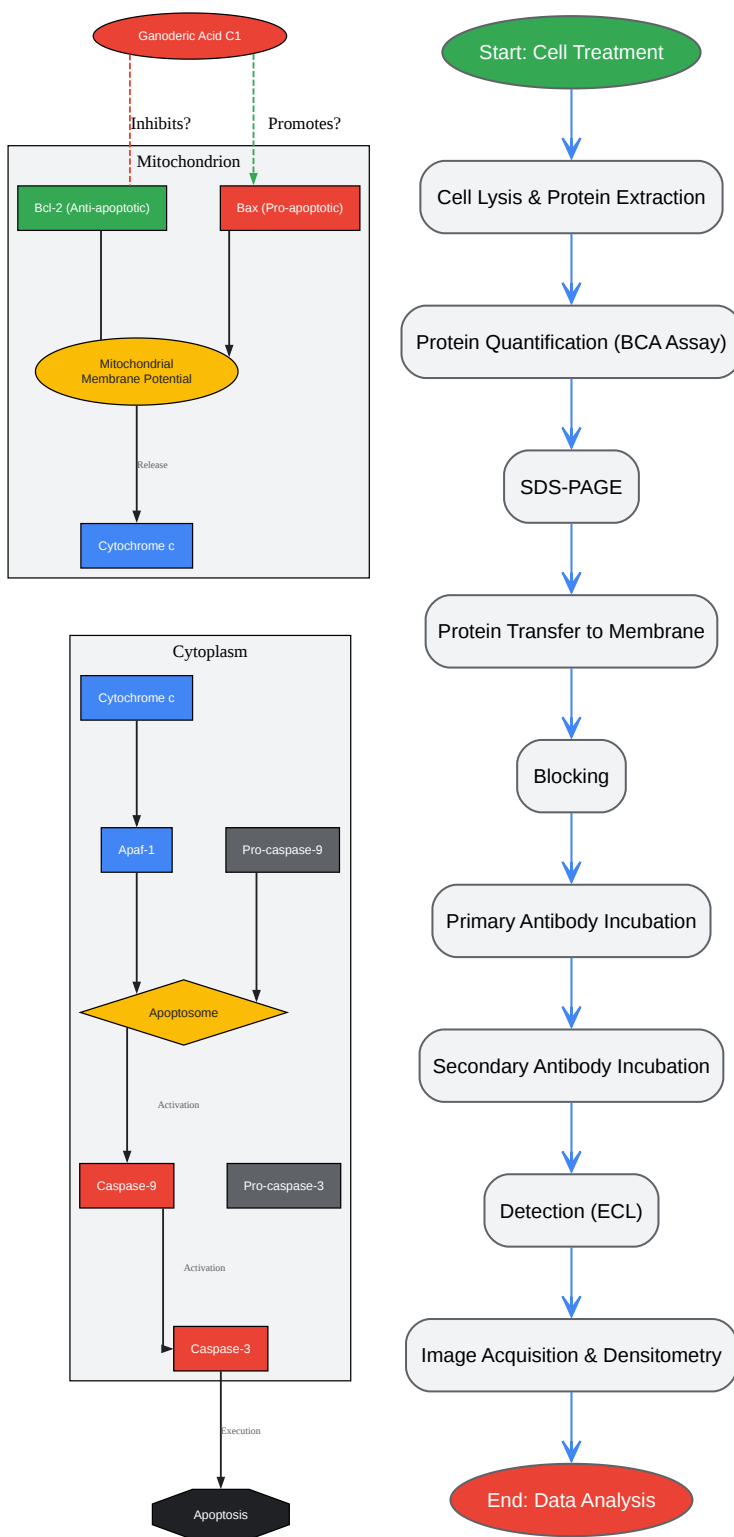 Ganoderic Acid C1
Inhibits?
Promotes?
Mitochondrion
Bcl-2 (Anti-apoptotic)
Bax (Pro-apoptotic)
Mitochondrial
Membrane Potential
Release
Cytochrome c
Cytoplasm
Cytochrome c
Apaf-1
Pro-caspase-9
Apoptosome
Activation
Caspase-9
Pro-caspase-3
Activation
Caspase-3
Execution
Apoptosis
Start: Cell Treatment
Cell Lysis & Protein Extraction
Protein Quantification (BCA Assay)
SDS-PAGE
Protein Transfer to Membrane
Blocking
Primary Antibody Incubation
Secondary Antibody Incubation
Detection (ECL)
Image Acquisition & Densitometry
End: Data Analysis